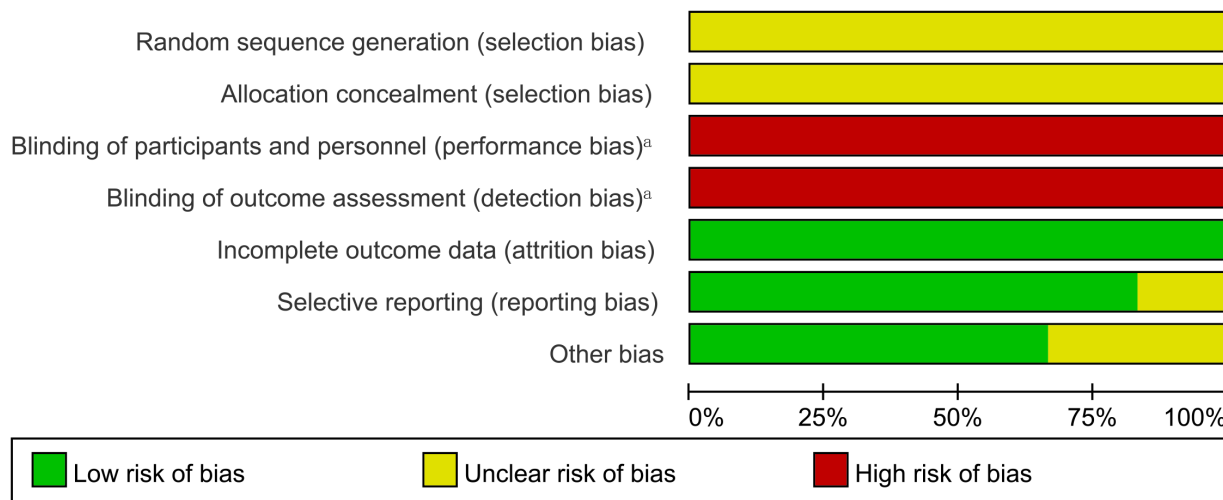 Random sequence generation (selection bias)
Allocation concealment (selection bias)
Blinding of participants and personnel (performance bias)ᵃ
Blinding of outcome assessment (detection bias)ᵃ
Incomplete outcome data (attrition bias)
Selective reporting (reporting bias)
Other bias
0% 25% 50% 75% 100%
Low risk of bias Unclear risk of bias High risk of bias